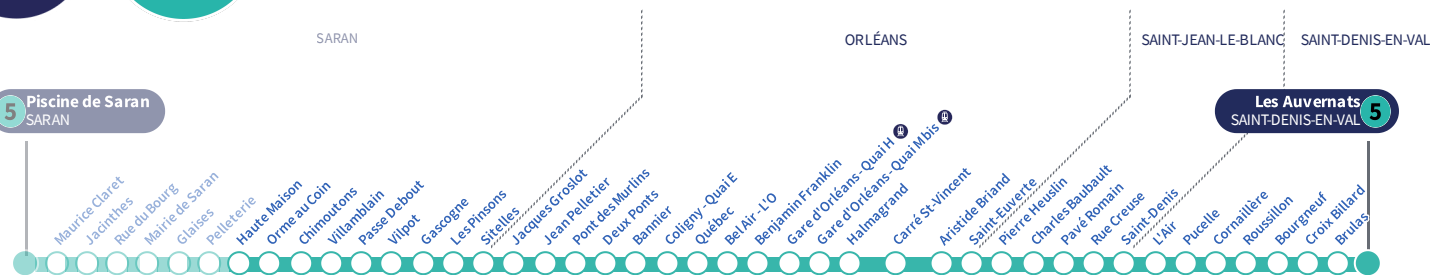 SARAN
ORLÉANS
SAINT-JEAN-LE-BLANC
SAINT-DENIS-EN-VAL
5
Piscine de Saran
SARAN
Les Auvernats
SAINT-DENIS-EN-VAL
5
Maurice Claret
Jacinthes
Rue du Bourg
Mairie de Saran
Glaises
Pelleterie
Haute Maison
Orme au Coin
Chimoutons
Villamblain
Passe Debout
Vilpot
Gascogne
Les Pinsons
Sitelles
Jacques Groslot
Jean Pelletier
Pont des Murlins
Deux Ponts
Bannier
Coligny - Quai E
Québec
Bel Air - L'O
Benjamin Franklin
Gare d'Orléans - Quai H
Gare d'Orléans - Quai Mbis
Halmagrand
Carré St-Vincent
Aristide Briand
Saint-Euverte
Pierre Heuslin
Charles Baubault
Pavé Romain
Rue Creuse
Saint-Denis
L'Air
Pucelle
Cornaillère
Roussillon
Bourgneuf
Croix Billard
Brulas